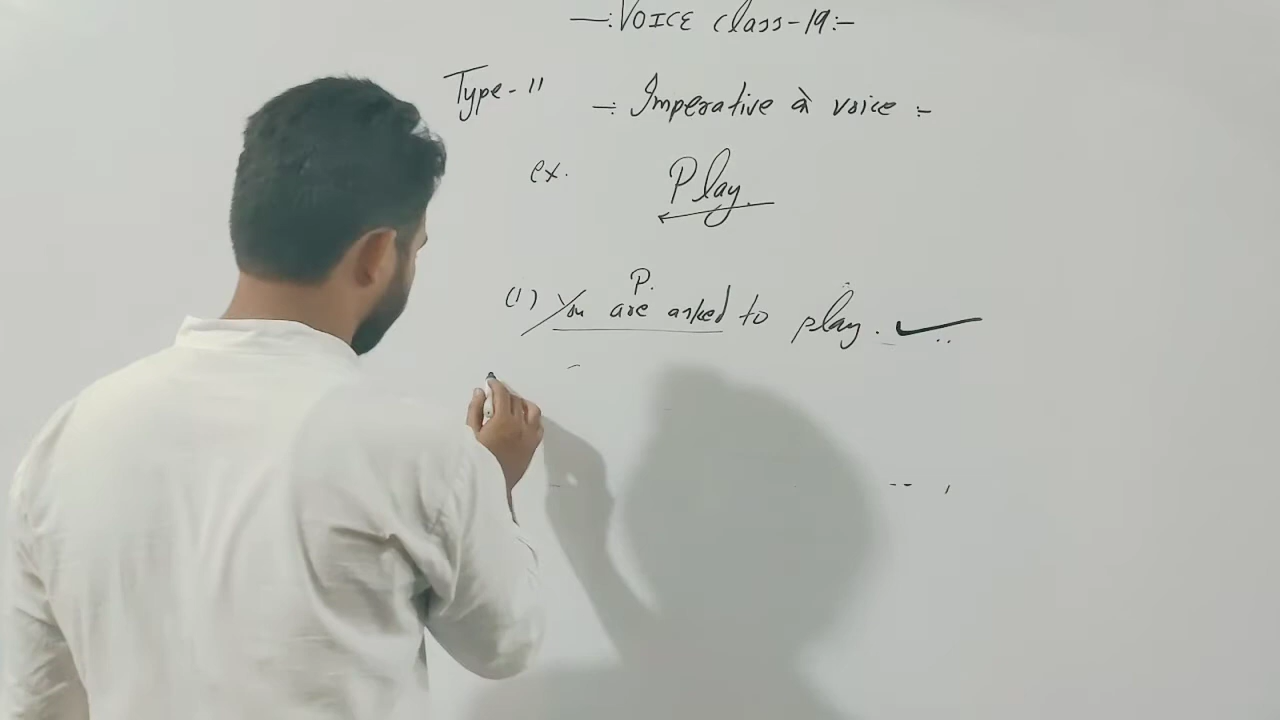 —:VOICE Class-19:—
Type-11 -: Imperative à voice :-
ex. Play.
P.
(1) You are asked to play.